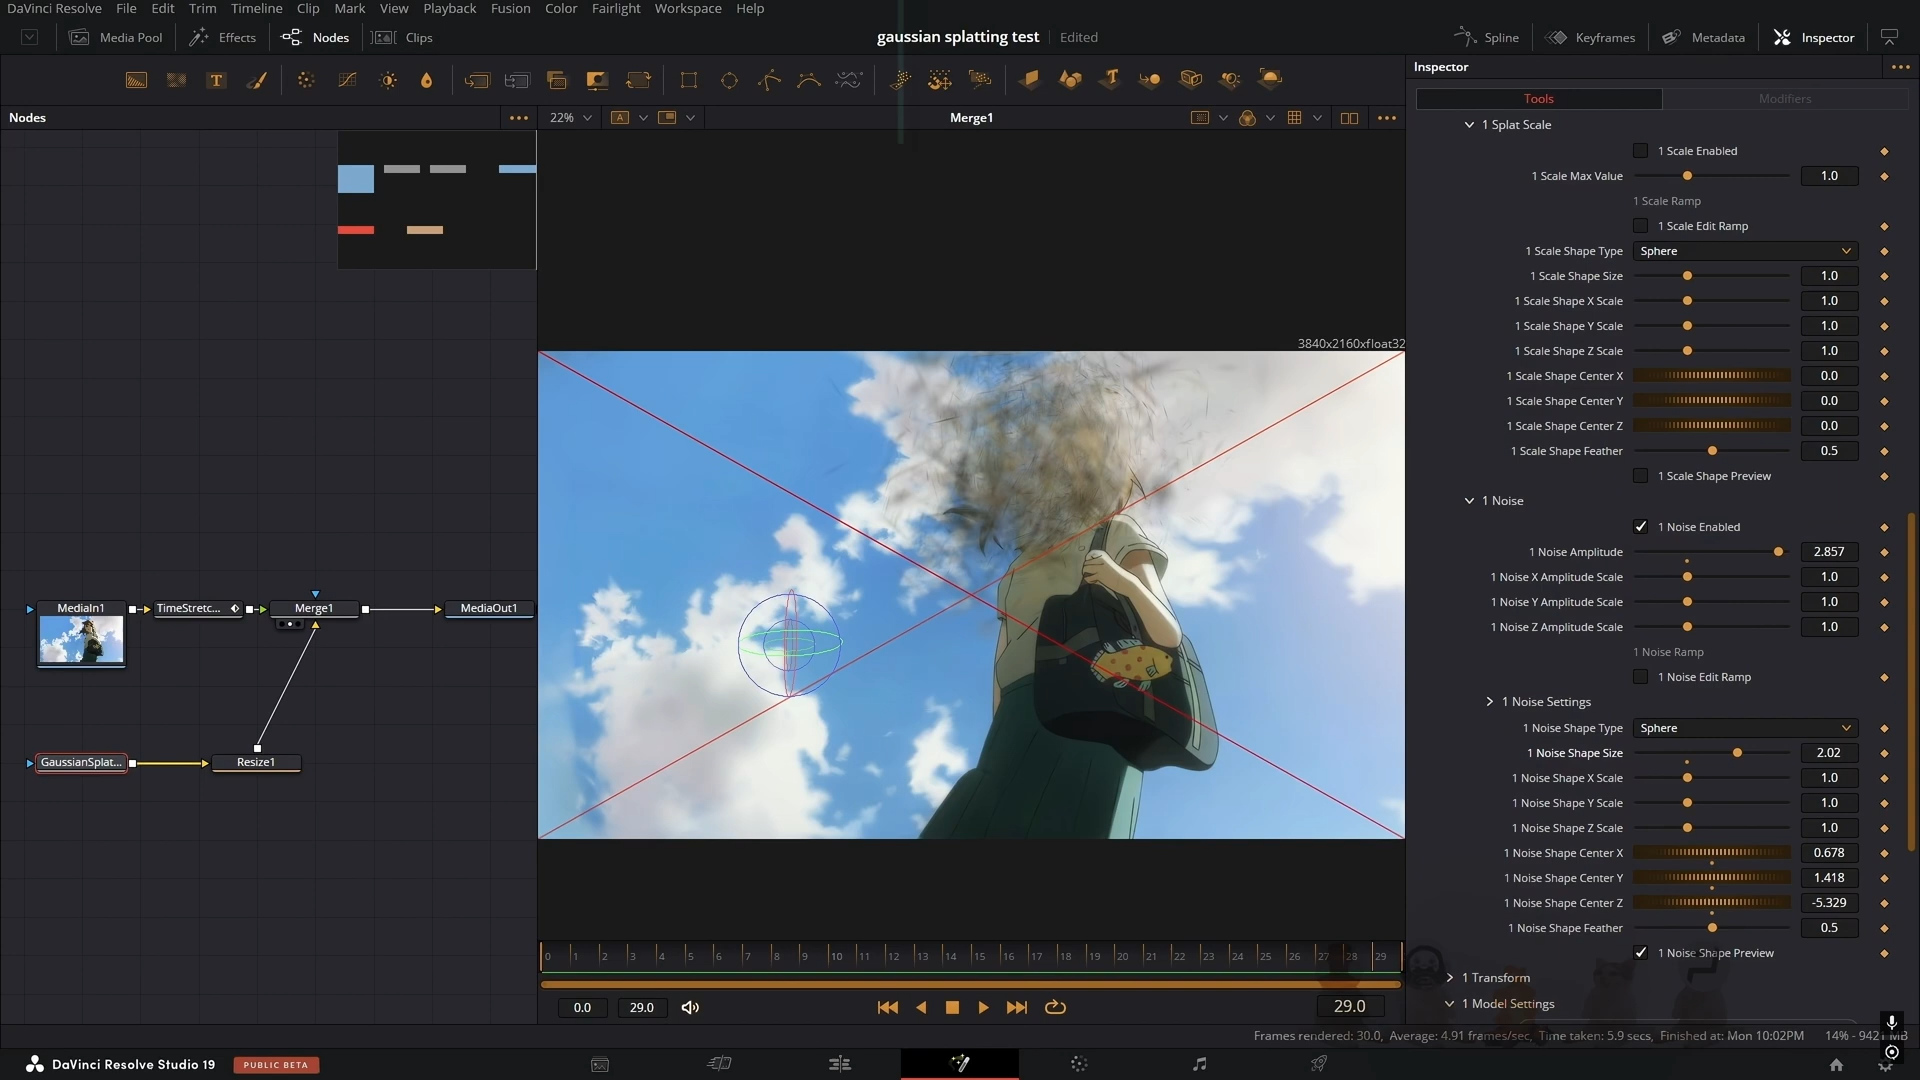 DaVinci Resolve File Edit Trim Timeline Clip Mark View Playback Fusion Color Fairlight Workspace Help
Media Pool Effects Nodes Clips gaussian splatting test Edited Spline Keyframes Metadata Inspector
Inspector
Tools Modifiers
Nodes 22% A Merge1
1 Splat Scale
1 Scale Enabled
1 Scale Max Value 1.0
1 Scale Ramp
1 Scale Edit Ramp
1 Scale Shape Type Sphere
1 Scale Shape Size 1.0
1 Scale Shape X Scale 1.0
1 Scale Shape Y Scale 1.0
3840x2160xfloat32
1 Scale Shape Z Scale 1.0
1 Scale Shape Center X 0.0
1 Scale Shape Center Y 0.0
1 Scale Shape Center Z 0.0
1 Scale Shape Feather 0.5
1 Scale Shape Preview
1 Noise
1 Noise Enabled
1 Noise Amplitude 2.857
1 Noise X Amplitude Scale 1.0
1 Noise Y Amplitude Scale 1.0
MediaIn1 TimeStretc... Merge1 MediaOut1
1 Noise Z Amplitude Scale 1.0
1 Noise Ramp
1 Noise Edit Ramp
1 Noise Settings
1 Noise Shape Type Sphere
1 Noise Shape Size 2.02
GaussianSplat... Resize1
1 Noise Shape X Scale 1.0
1 Noise Shape Y Scale 1.0
1 Noise Shape Z Scale 1.0
1 Noise Shape Center X 0.678
1 Noise Shape Center Y 1.418
1 Noise Shape Center Z -5.329
1 Noise Shape Feather 0.5
1 Noise Shape Preview
0 1 2 3 4 5 6 7 8 9 10 11 12 13 14 15 16 17 18 19 20 21 22 23 24 25 26 27 28 29
1 Transform
1 Model Settings
0.0 29.0 29.0
Frames rendered: 30.0, Average: 4.91 frames/sec, Time taken: 5.9 secs, Finished at: Mon 10:02PM 14% - 9421 MB
DaVinci Resolve Studio 19 PUBLIC BETA